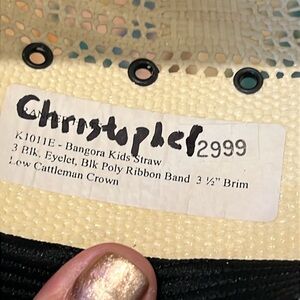 Christopher
2999
K1011E - Bangora Kids Straw
3 Blk, Eyelet, Blk Poly Ribbon Band 3 ½" Brim
Low Cattleman Crown